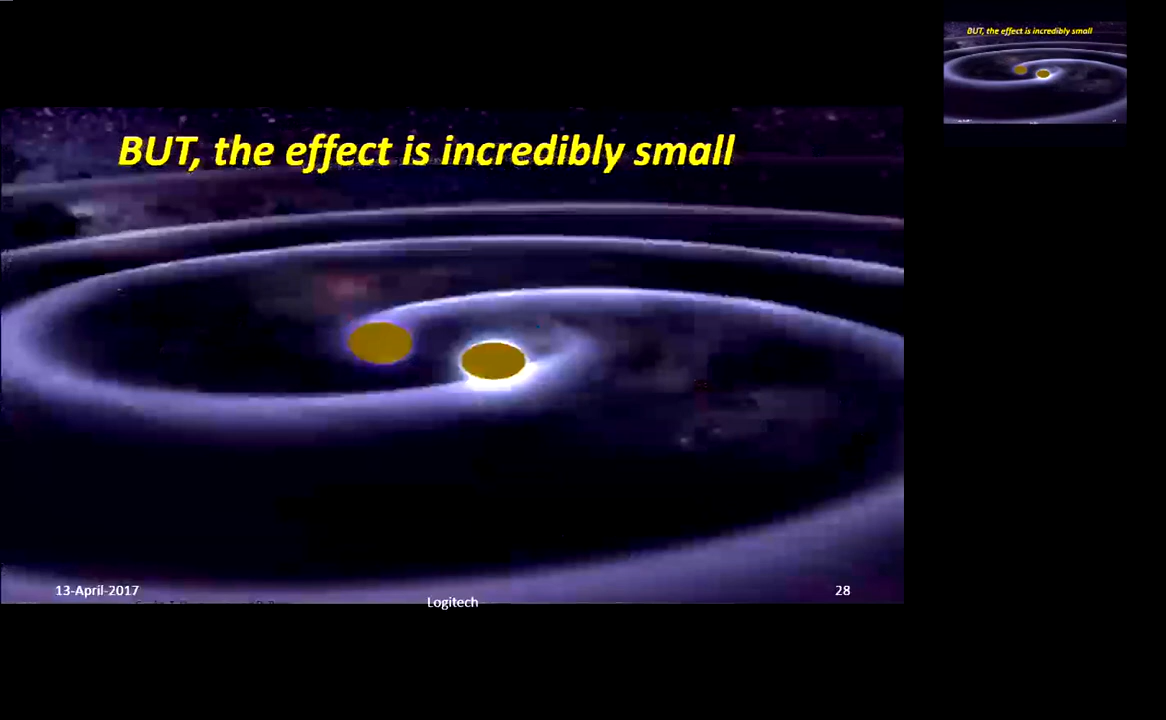 BUT, the effect is incredibly small
13-April-2017
Logitech
28
BUT, the effect is incredibly small